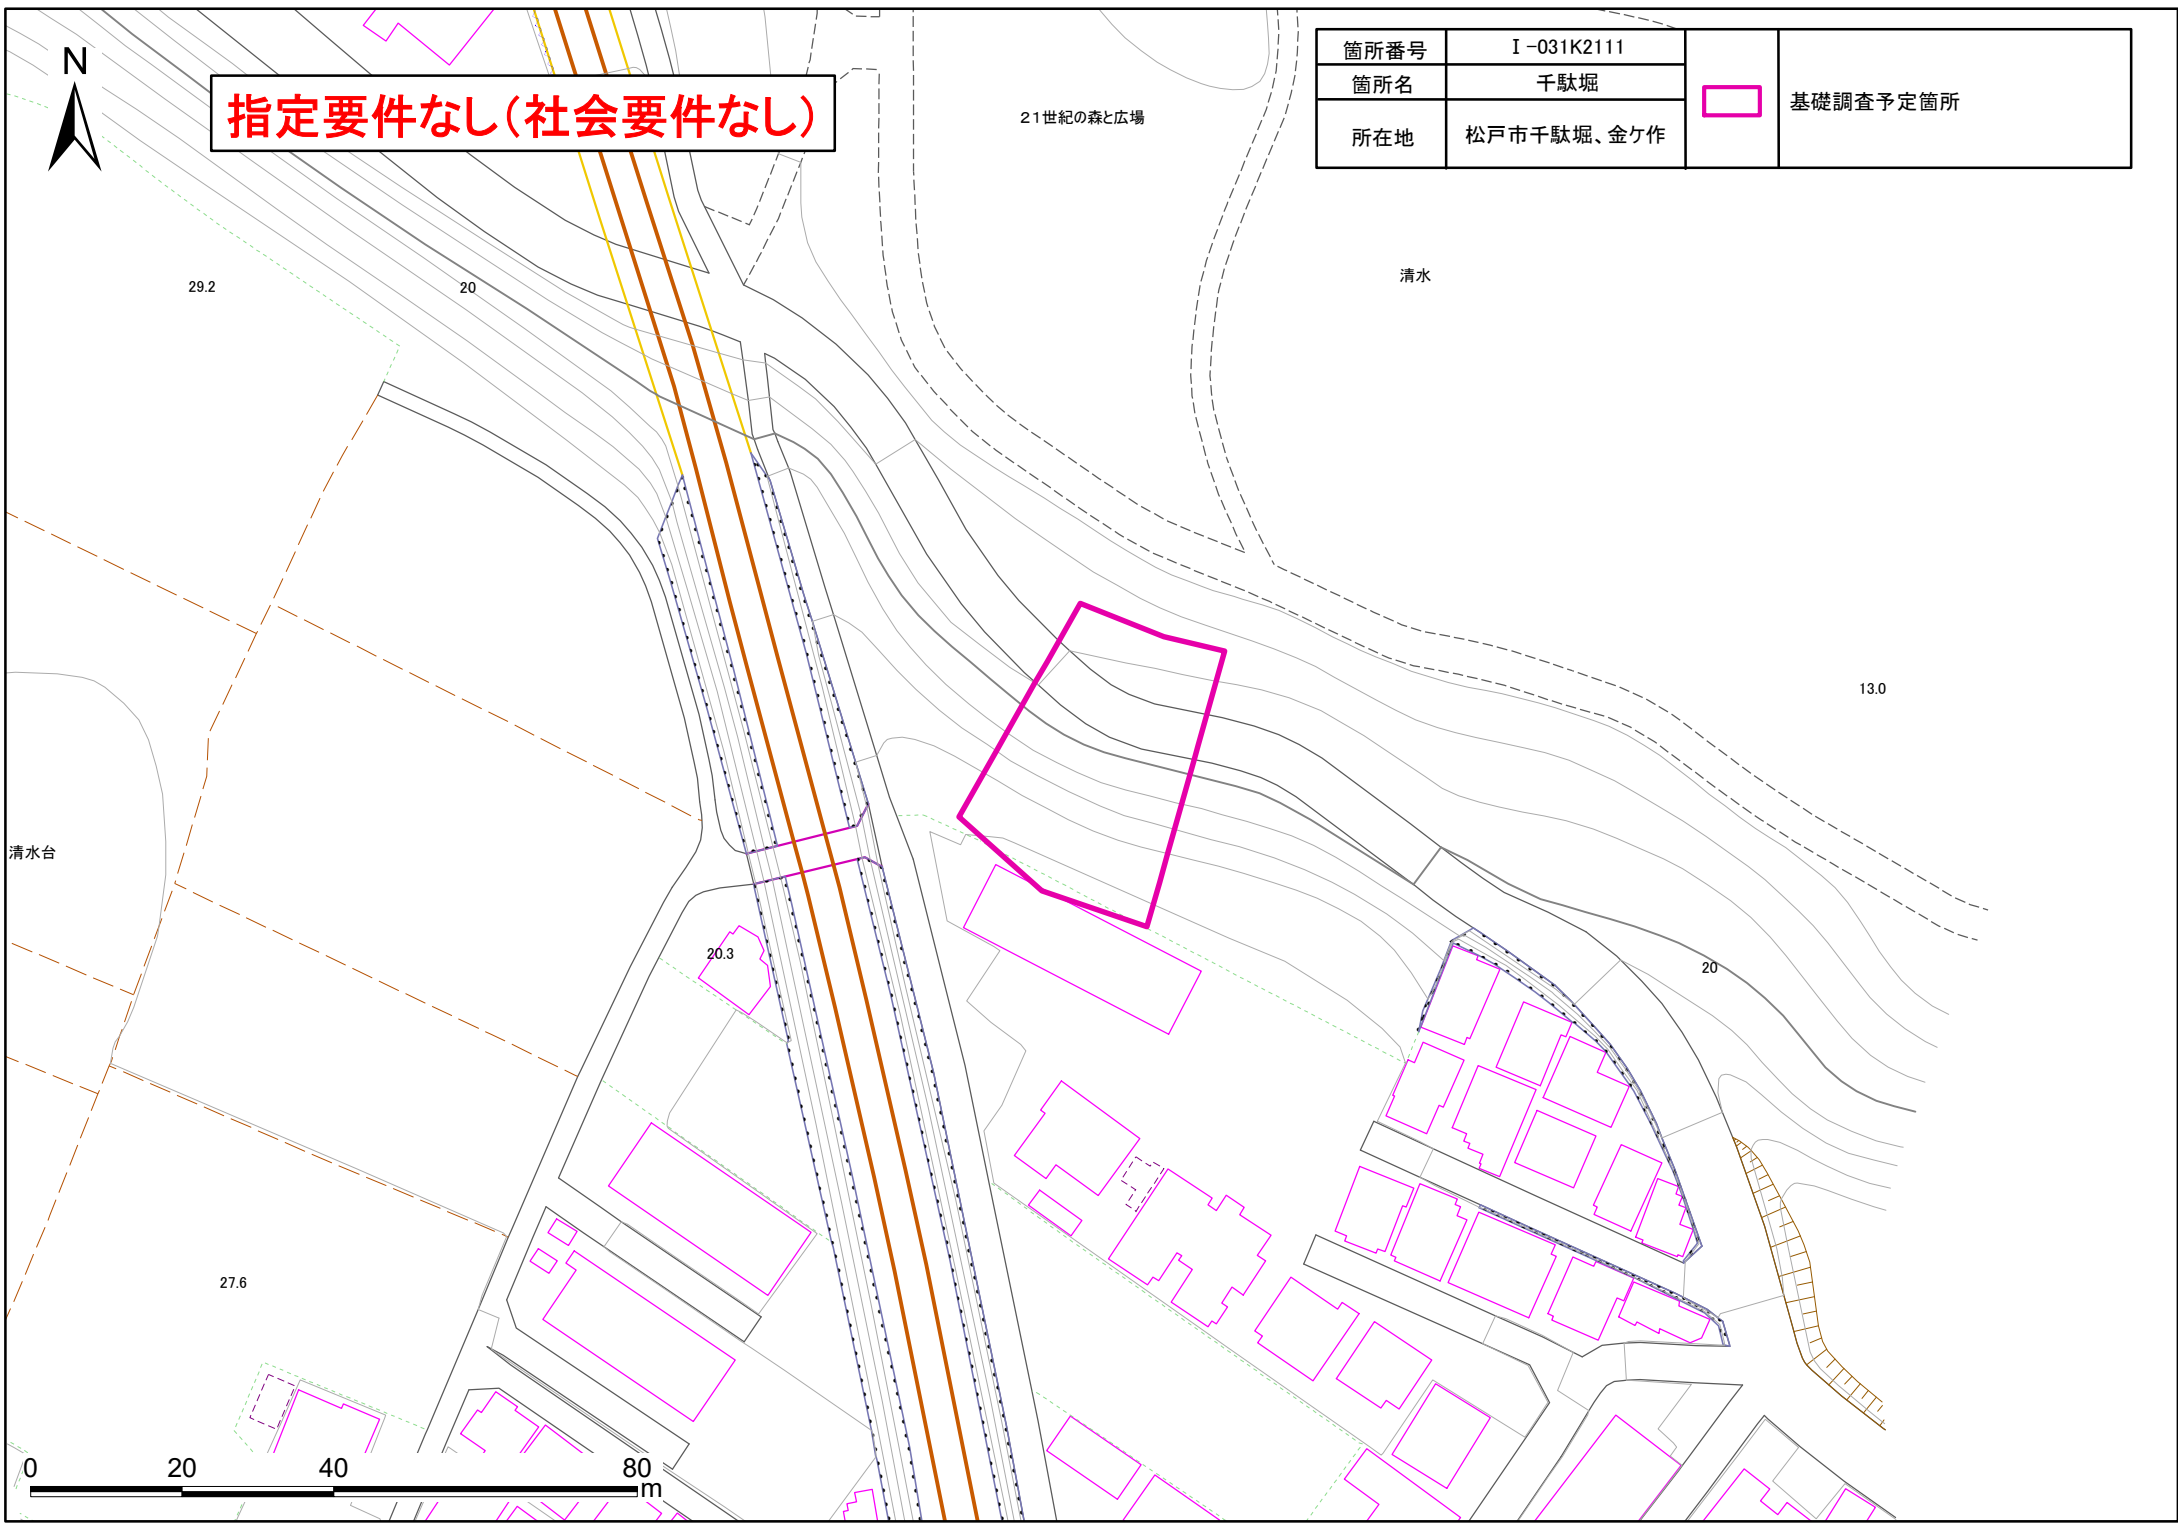 N
指定要件なし(社会要件なし)
箇所番号 Ⅰ-031K2111
箇所名 千駄堀
所在地 松戸市千駄堀、金ケ作
基礎調査予定箇所
21世紀の森と広場
清水
29.2
20
13.0
清水台
20.3
20
27.6
0 20 40 80
m